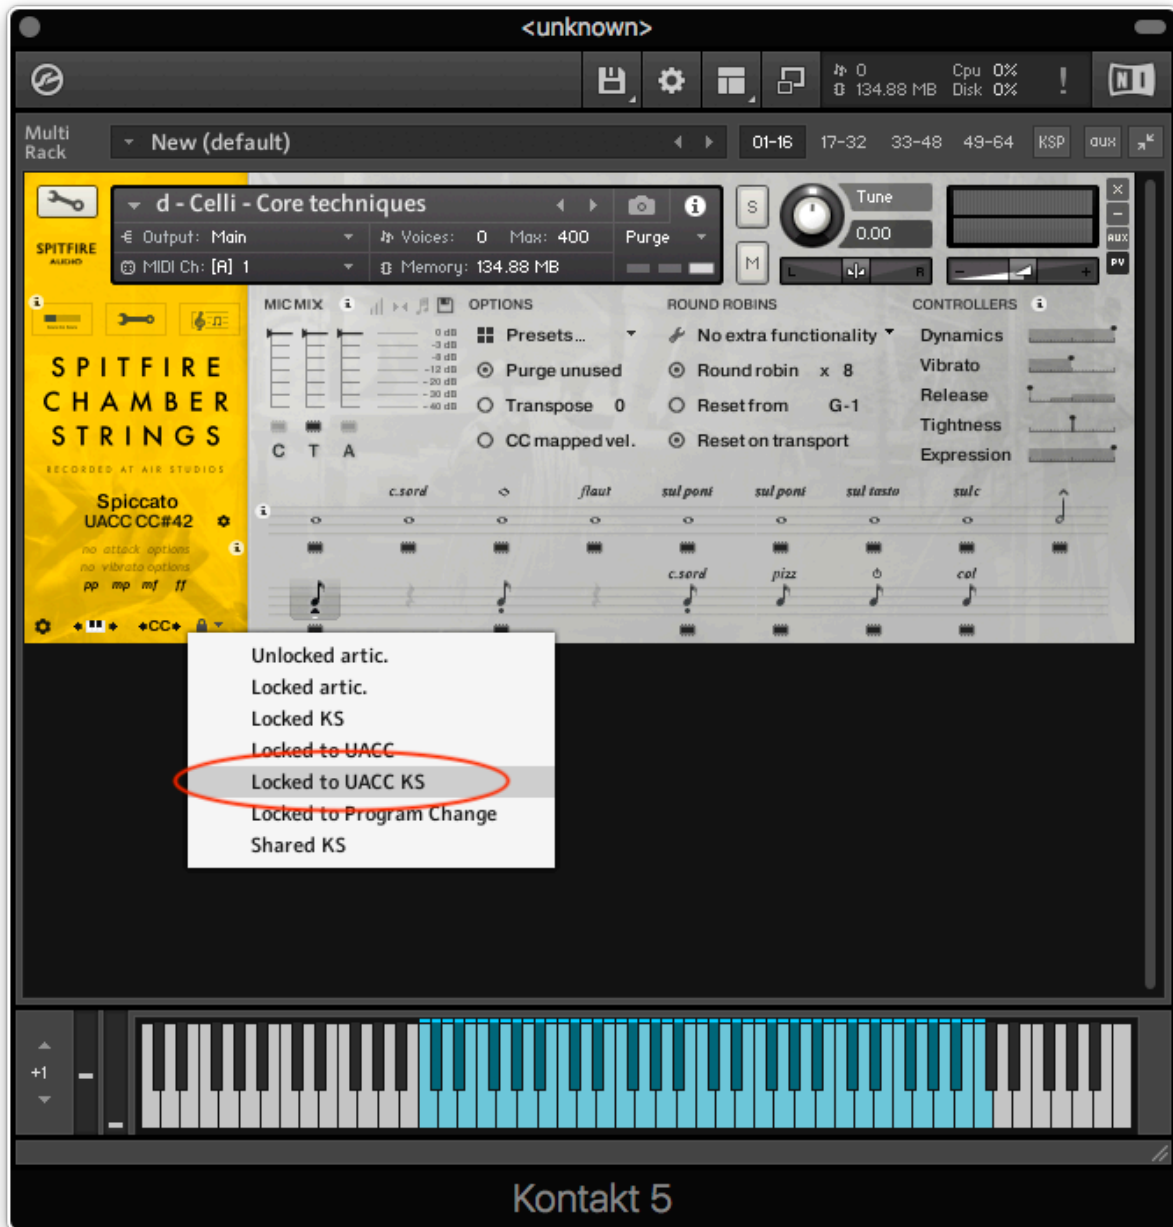 <unknown>
0 Cpu 0%
134.88 MB Disk 0%
!
NI
Multi Rack
New (default)
01-16 17-32 33-48 49-64 KSP aux
d - Celli - Core techniques
Output: Main
Voices: 0 Max: 400 Purge
MIDI Ch: [A] 1
Memory: 134.88 MB
S
M
Tune
0.00
L R
- +
×
-
AUX
PV
SPITFIRE
AUDIO
SPITFIRE
CHAMBER
STRINGS
RECORDED AT AIR STUDIOS
Spiccato
UACC CC#42
no attack options
no vibrato options
pp mp mf ff
CC
MIC MIX i
0 dB
-3 dB
-8 dB
-12 dB
-20 dB
-30 dB
-60 dB
C T A
OPTIONS
Presets...
Purge unused
Transpose 0
CC mapped vel.
ROUND ROBINS
No extra functionality
Round robin x 8
Reset from G-1
Reset on transport
CONTROLLERS i
Dynamics
Vibrato
Release
Tightness
Expression
c.sord flaut sul pont sul pont sul tasto sul c
c.sord pizz col
Unlocked artic.
Locked artic.
Locked KS
Locked to UACC
Locked to UACC KS
Locked to Program Change
Shared KS
+1
Kontakt 5